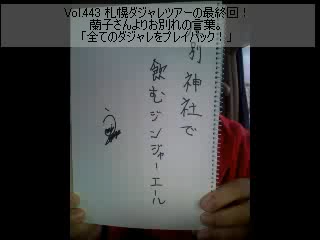 Vol.443 札幌ダジャレツアーの最終回！
蘭子さんよりお別れの言葉。
「全てのダジャレをプレイバック！」
別神社で
飲むジンジャーエール